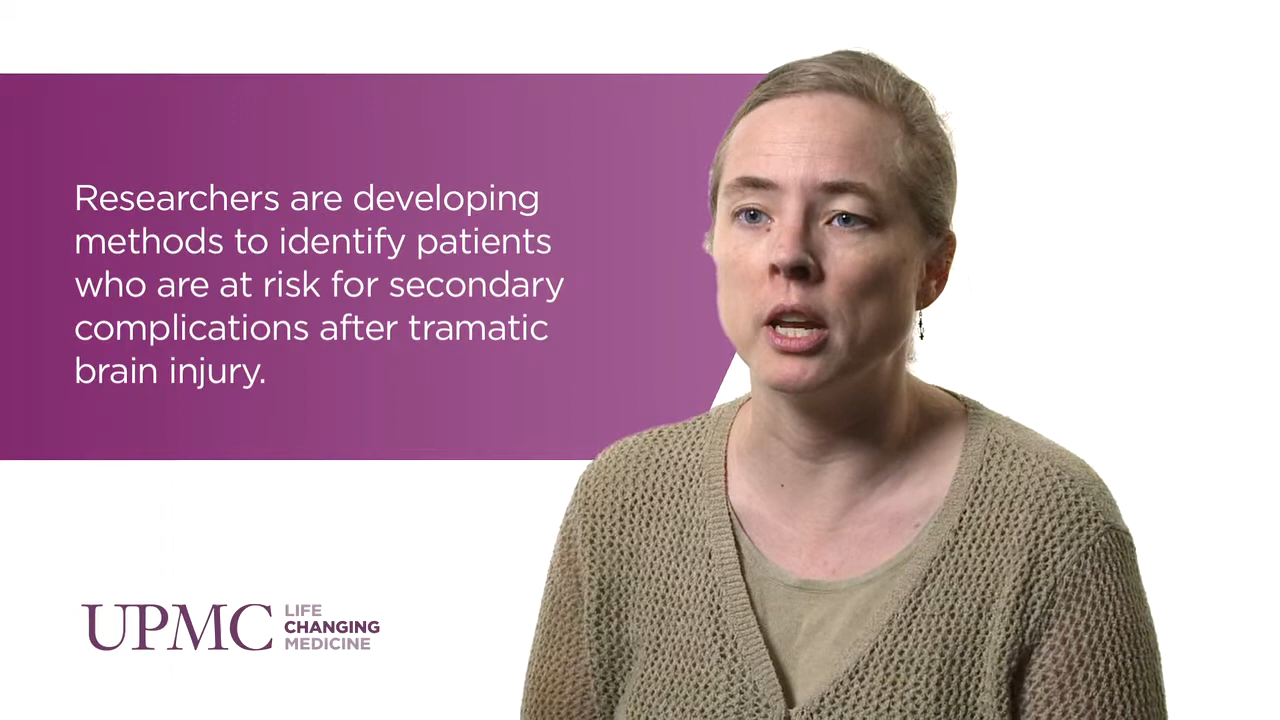 Researchers are developing
methods to identify patients
who are at risk for secondary
complications after tramatic
brain injury.
UPMC LIFE
CHANGING
MEDICINE